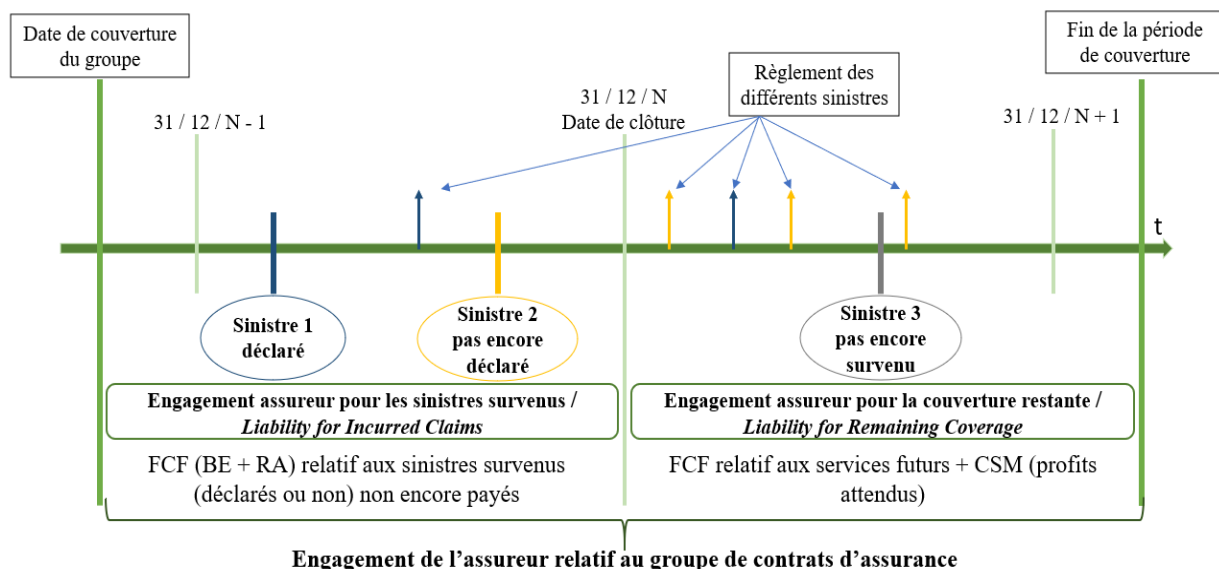 Date de couverture
du groupe
Fin de la période
de couverture
Règlement des
différents sinistres
31 / 12 / N - 1
31 / 12 / N
Date de clôture
31 / 12 / N + 1
t
Sinistre 1
déclaré
Sinistre 2
pas encore
déclaré
Sinistre 3
pas encore
survenu
Engagement assureur pour les sinistres survenus /
Liability for Incurred Claims
Engagement assureur pour la couverture restante /
Liability for Remaining Coverage
FCF (BE + RA) relatif aux sinistres survenus
(déclarés ou non) non encore payés
FCF relatif aux services futurs + CSM (profits
attendus)
Engagement de l'assureur relatif au groupe de contrats d'assurance